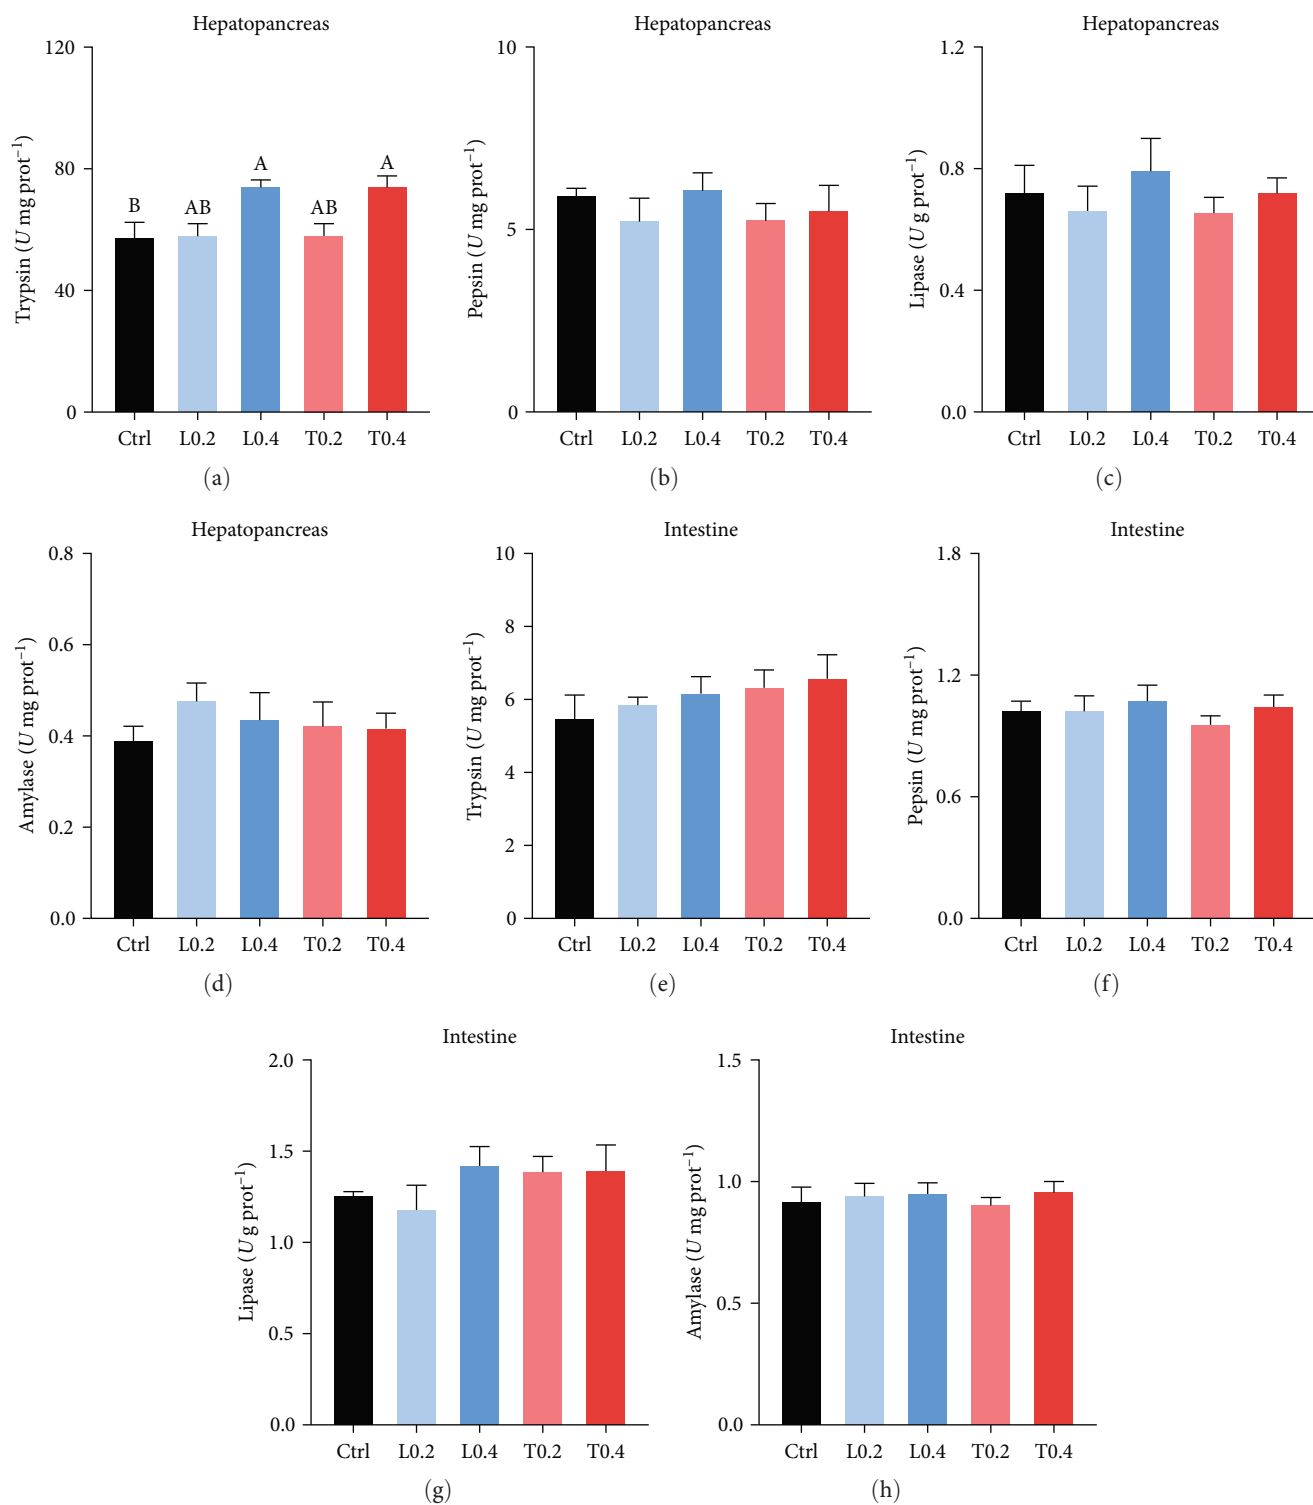 Hepatopancreas
Trypsin (U mg prot⁻¹)
120
80
40
0
B AB A AB A
Ctrl L0.2 L0.4 T0.2 T0.4
(a)
Hepatopancreas
Pepsin (U mg prot⁻¹)
10
5
0
Ctrl L0.2 L0.4 T0.2 T0.4
(b)
Hepatopancreas
Lipase (U g prot⁻¹)
1.2
0.8
0.4
0.0
Ctrl L0.2 L0.4 T0.2 T0.4
(c)
Hepatopancreas
Amylase (U mg prot⁻¹)
0.8
0.6
0.4
0.2
0.0
Ctrl L0.2 L0.4 T0.2 T0.4
(d)
Intestine
Trypsin (U mg prot⁻¹)
10
8
6
4
2
0
Ctrl L0.2 L0.4 T0.2 T0.4
(e)
Intestine
Pepsin (U mg prot⁻¹)
1.8
1.2
0.6
0.0
Ctrl L0.2 L0.4 T0.2 T0.4
(f)
Intestine
Lipase (U g prot⁻¹)
2.0
1.5
1.0
0.5
0.0
Ctrl L0.2 L0.4 T0.2 T0.4
(g)
Intestine
Amylase (U mg prot⁻¹)
1.5
1.0
0.5
0.0
Ctrl L0.2 L0.4 T0.2 T0.4
(h)